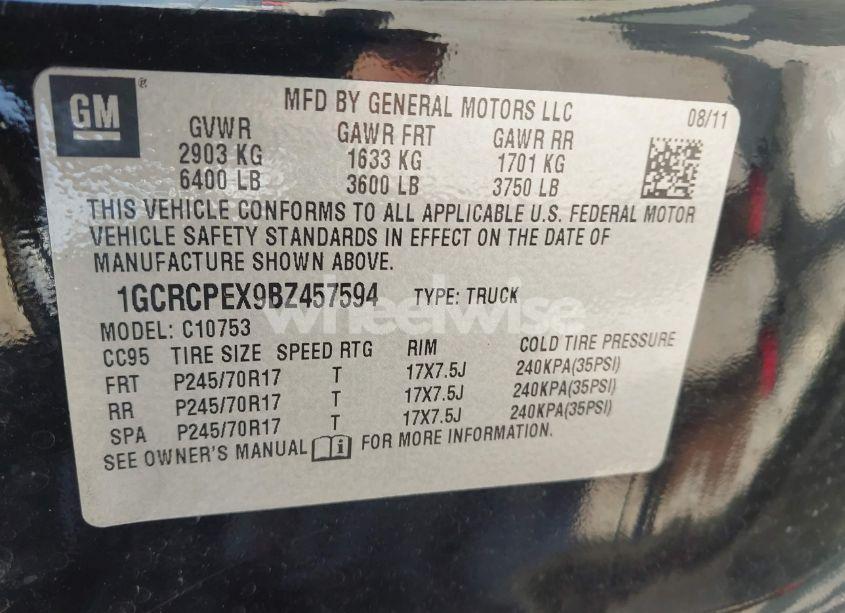 GM ®
MFD BY GENERAL MOTORS LLC
08/11
GVWR GAWR FRT GAWR RR
2903 KG 1633 KG 1701 KG
6400 LB 3600 LB 3750 LB
THIS VEHICLE CONFORMS TO ALL APPLICABLE U.S. FEDERAL MOTOR
VEHICLE SAFETY STANDARDS IN EFFECT ON THE DATE OF
MANUFACTURE SHOWN ABOVE.
1GCRCPEX9BZ457594 TYPE: TRUCK
wheelwise
MODEL: C10753
CC95 TIRE SIZE SPEED RTG RIM COLD TIRE PRESSURE
FRT P245/70R17 T 17X7.5J 240KPA(35PSI)
RR P245/70R17 T 17X7.5J 240KPA(35PSI)
SPA P245/70R17 T 17X7.5J 240KPA(35PSI)
SEE OWNER'S MANUAL FOR MORE INFORMATION.